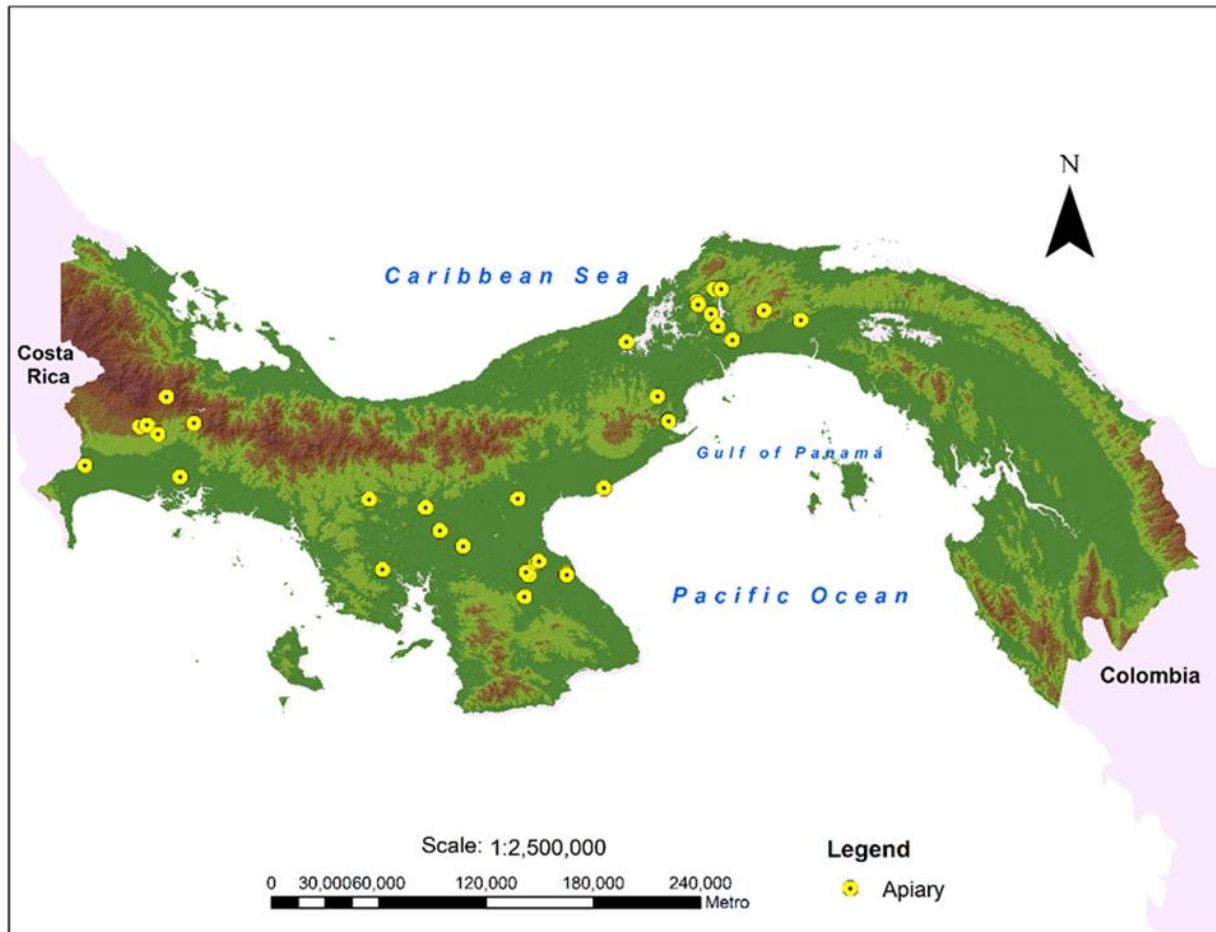 N
Caribbean Sea
Costa
Rica
Gulf of Panamá
Pacific Ocean
Colombia
Scale: 1:2,500,000
Legend
0 30,00060,000 120,000 180,000 240,000
Metro
Apiary